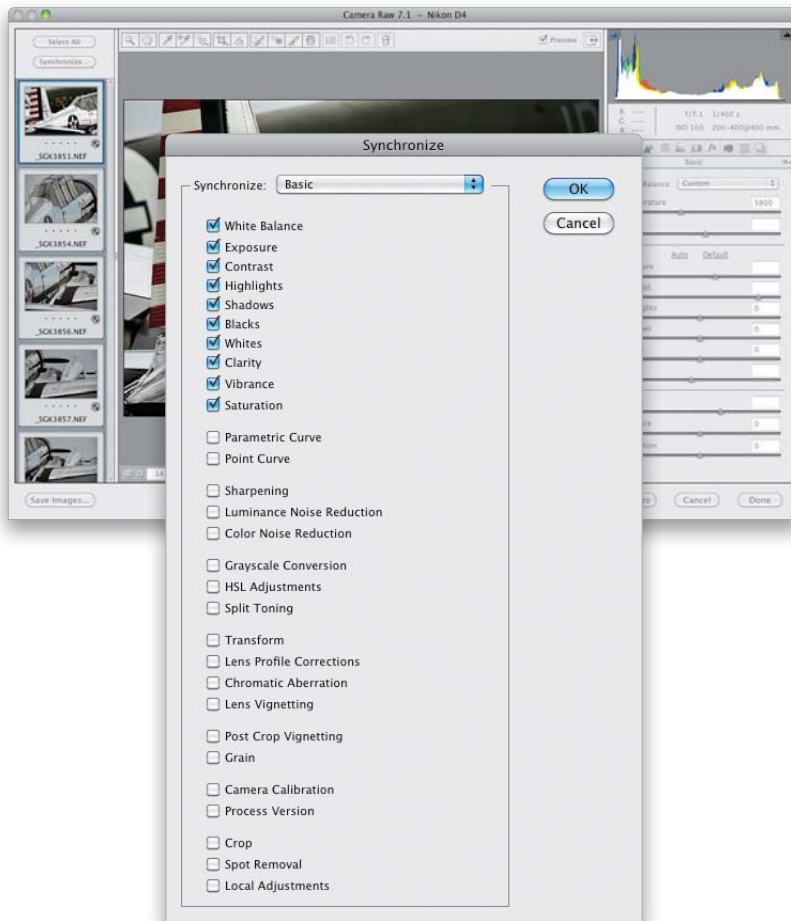 Camera Raw 7.1 – Nikon D4
Select All
Synchronize...
Preview
_SGK3851.NEF
_SGK3854.NEF
_SGK3856.NEF
_SGK3857.NEF
Save Images...
f/7.1 1/400 s
ISO 160 200-400@400 mm
Basic
Balance: Custom
5800
Auto Default
0
0
0
0
0
Cancel
Done
Synchronize
Synchronize: Basic
OK
Cancel
White Balance
Exposure
Contrast
Highlights
Shadows
Blacks
Whites
Clarity
Vibrance
Saturation
Parametric Curve
Point Curve
Sharpening
Luminance Noise Reduction
Color Noise Reduction
Grayscale Conversion
HSL Adjustments
Split Toning
Transform
Lens Profile Corrections
Chromatic Aberration
Lens Vignetting
Post Crop Vignetting
Grain
Camera Calibration
Process Version
Crop
Spot Removal
Local Adjustments